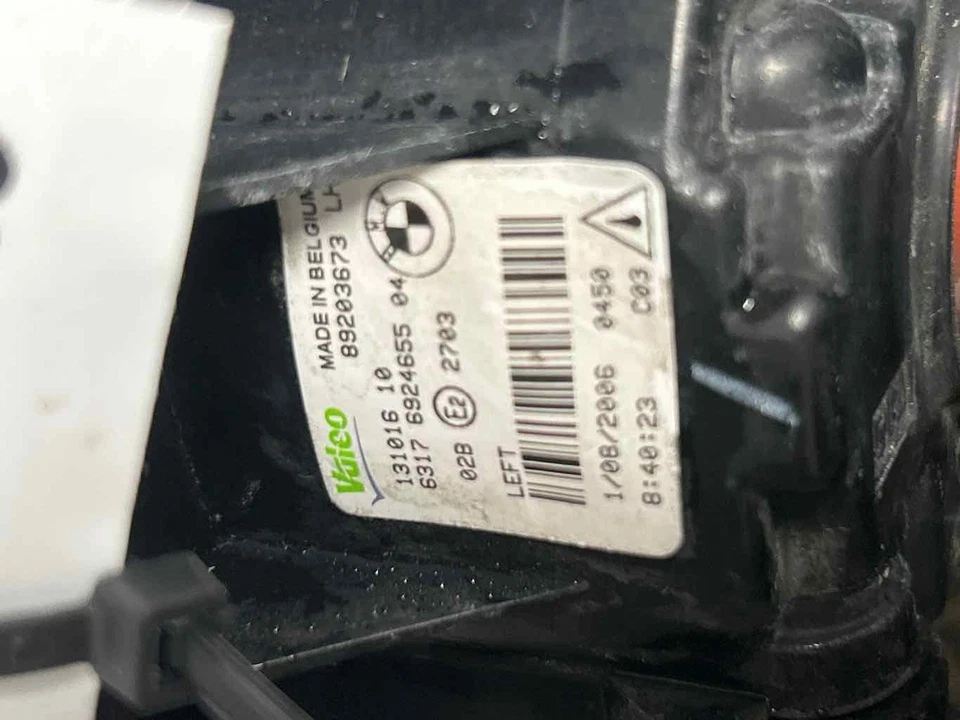 Valeo
MADE IN BELGIUM
89203673 LH
131016 10
6317 6924655 04
02B E2 2703
LEFT
1/08/2006 0450
8:40:23 C03